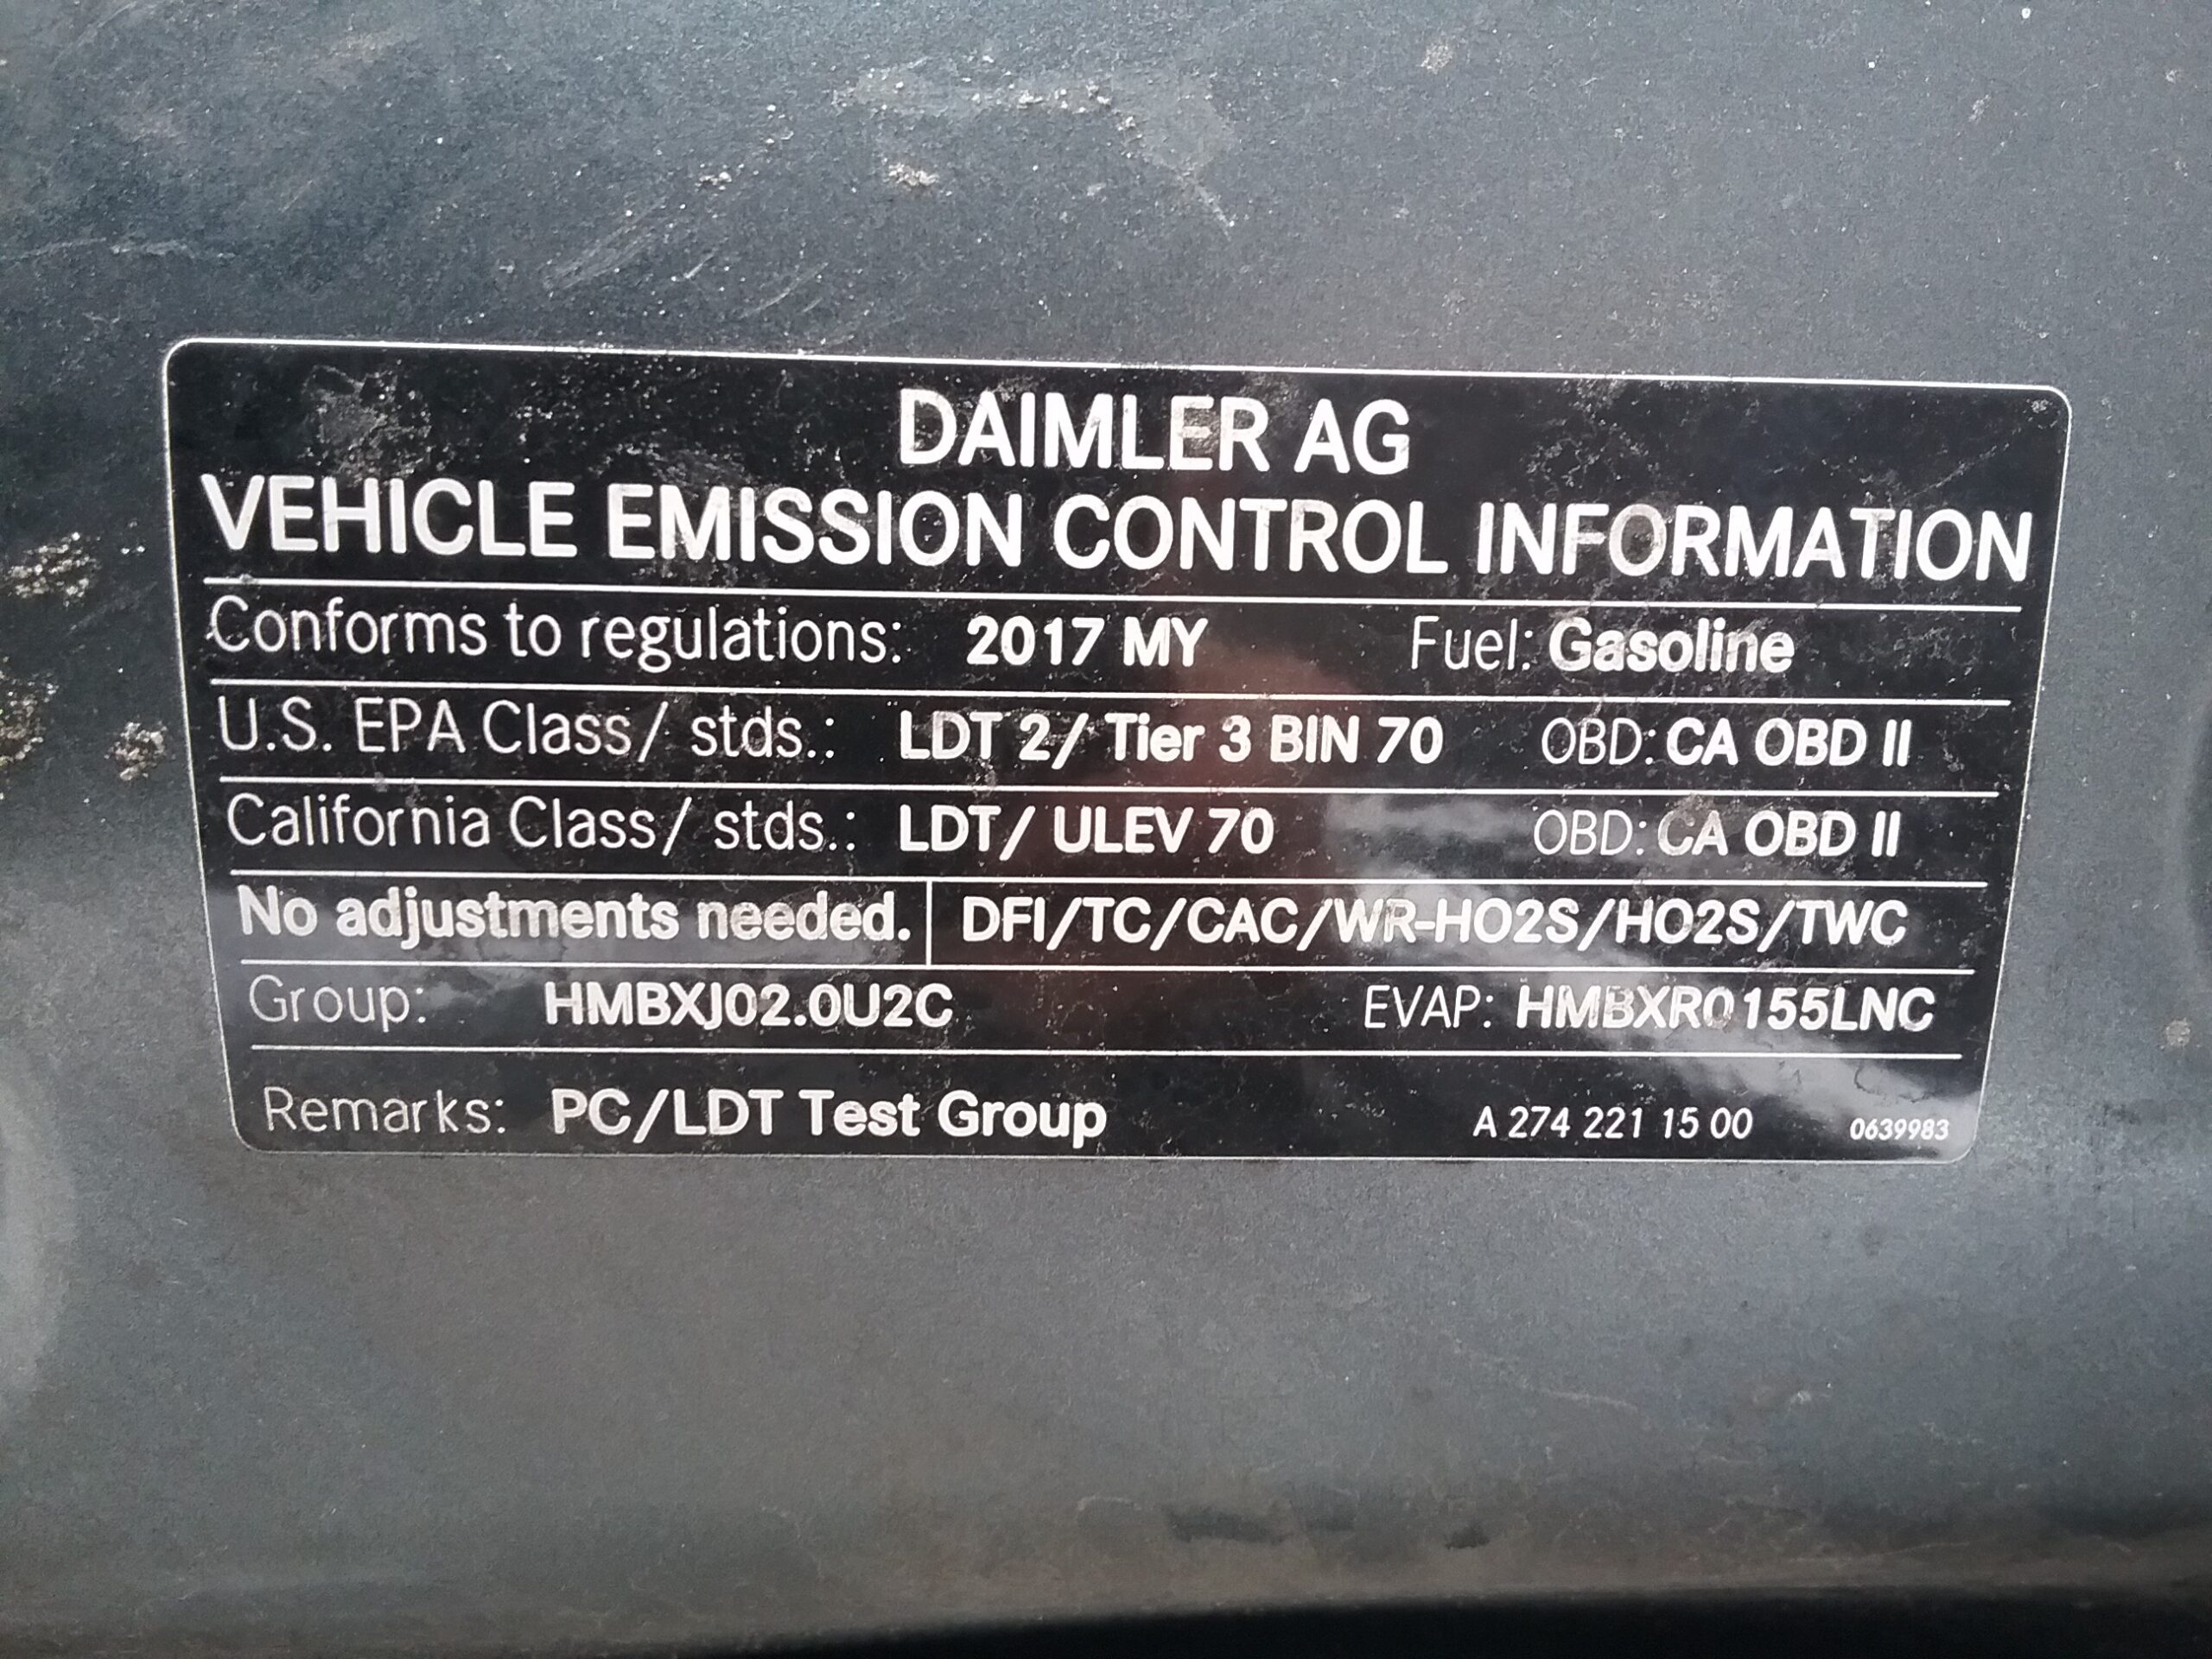 DAIMLER AG
VEHICLE EMISSION CONTROL INFORMATION
Conforms to regulations: 2017 MY Fuel: Gasoline
U.S. EPA Class/ stds.: LDT 2/ Tier 3 BIN 70 OBD: CA OBD II
California Class/ stds.: LDT/ ULEV 70 OBD: CA OBD II
No adjustments needed. DFI/TC/CAC/WR-HO2S/HO2S/TWC
Group: HMBXJ02.0U2C EVAP: HMBXR0155LNC
Remarks: PC/LDT Test Group A 274 221 15 00 0639983